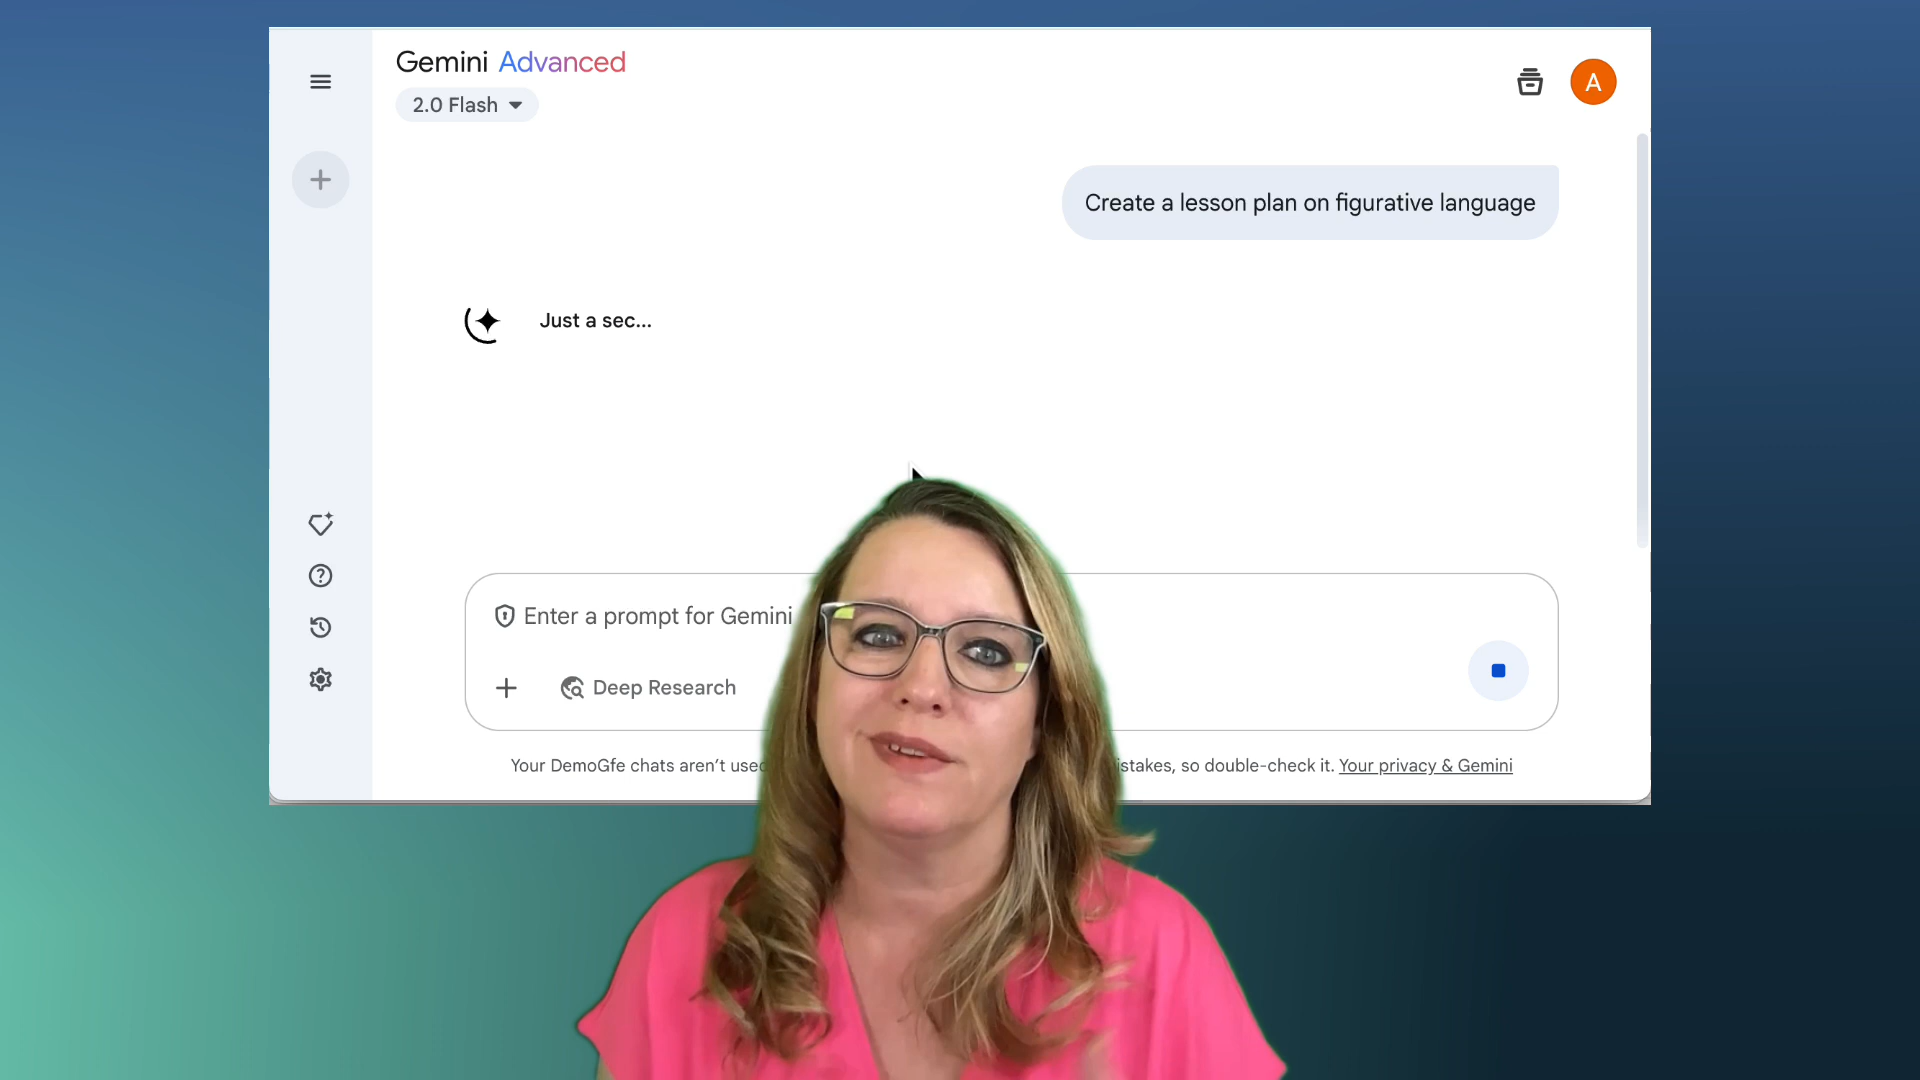 Gemini Advanced
2.0 Flash
A
Create a lesson plan on figurative language
Just a sec...
Enter a prompt for Gemini
Deep Research
Your DemoGfe chats aren’t used istakes, so double-check it. Your privacy & Gemini